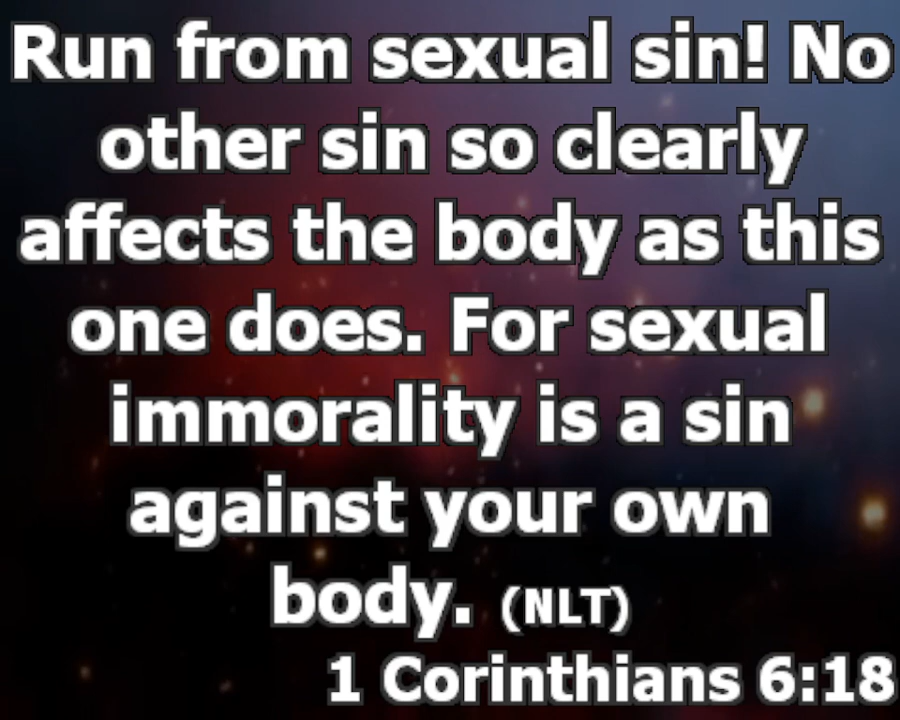 Run from sexual sin! No
other sin so clearly
affects the body as this
one does. For sexual
immorality is a sin
against your own
body. (NLT)
1 Corinthians 6:18